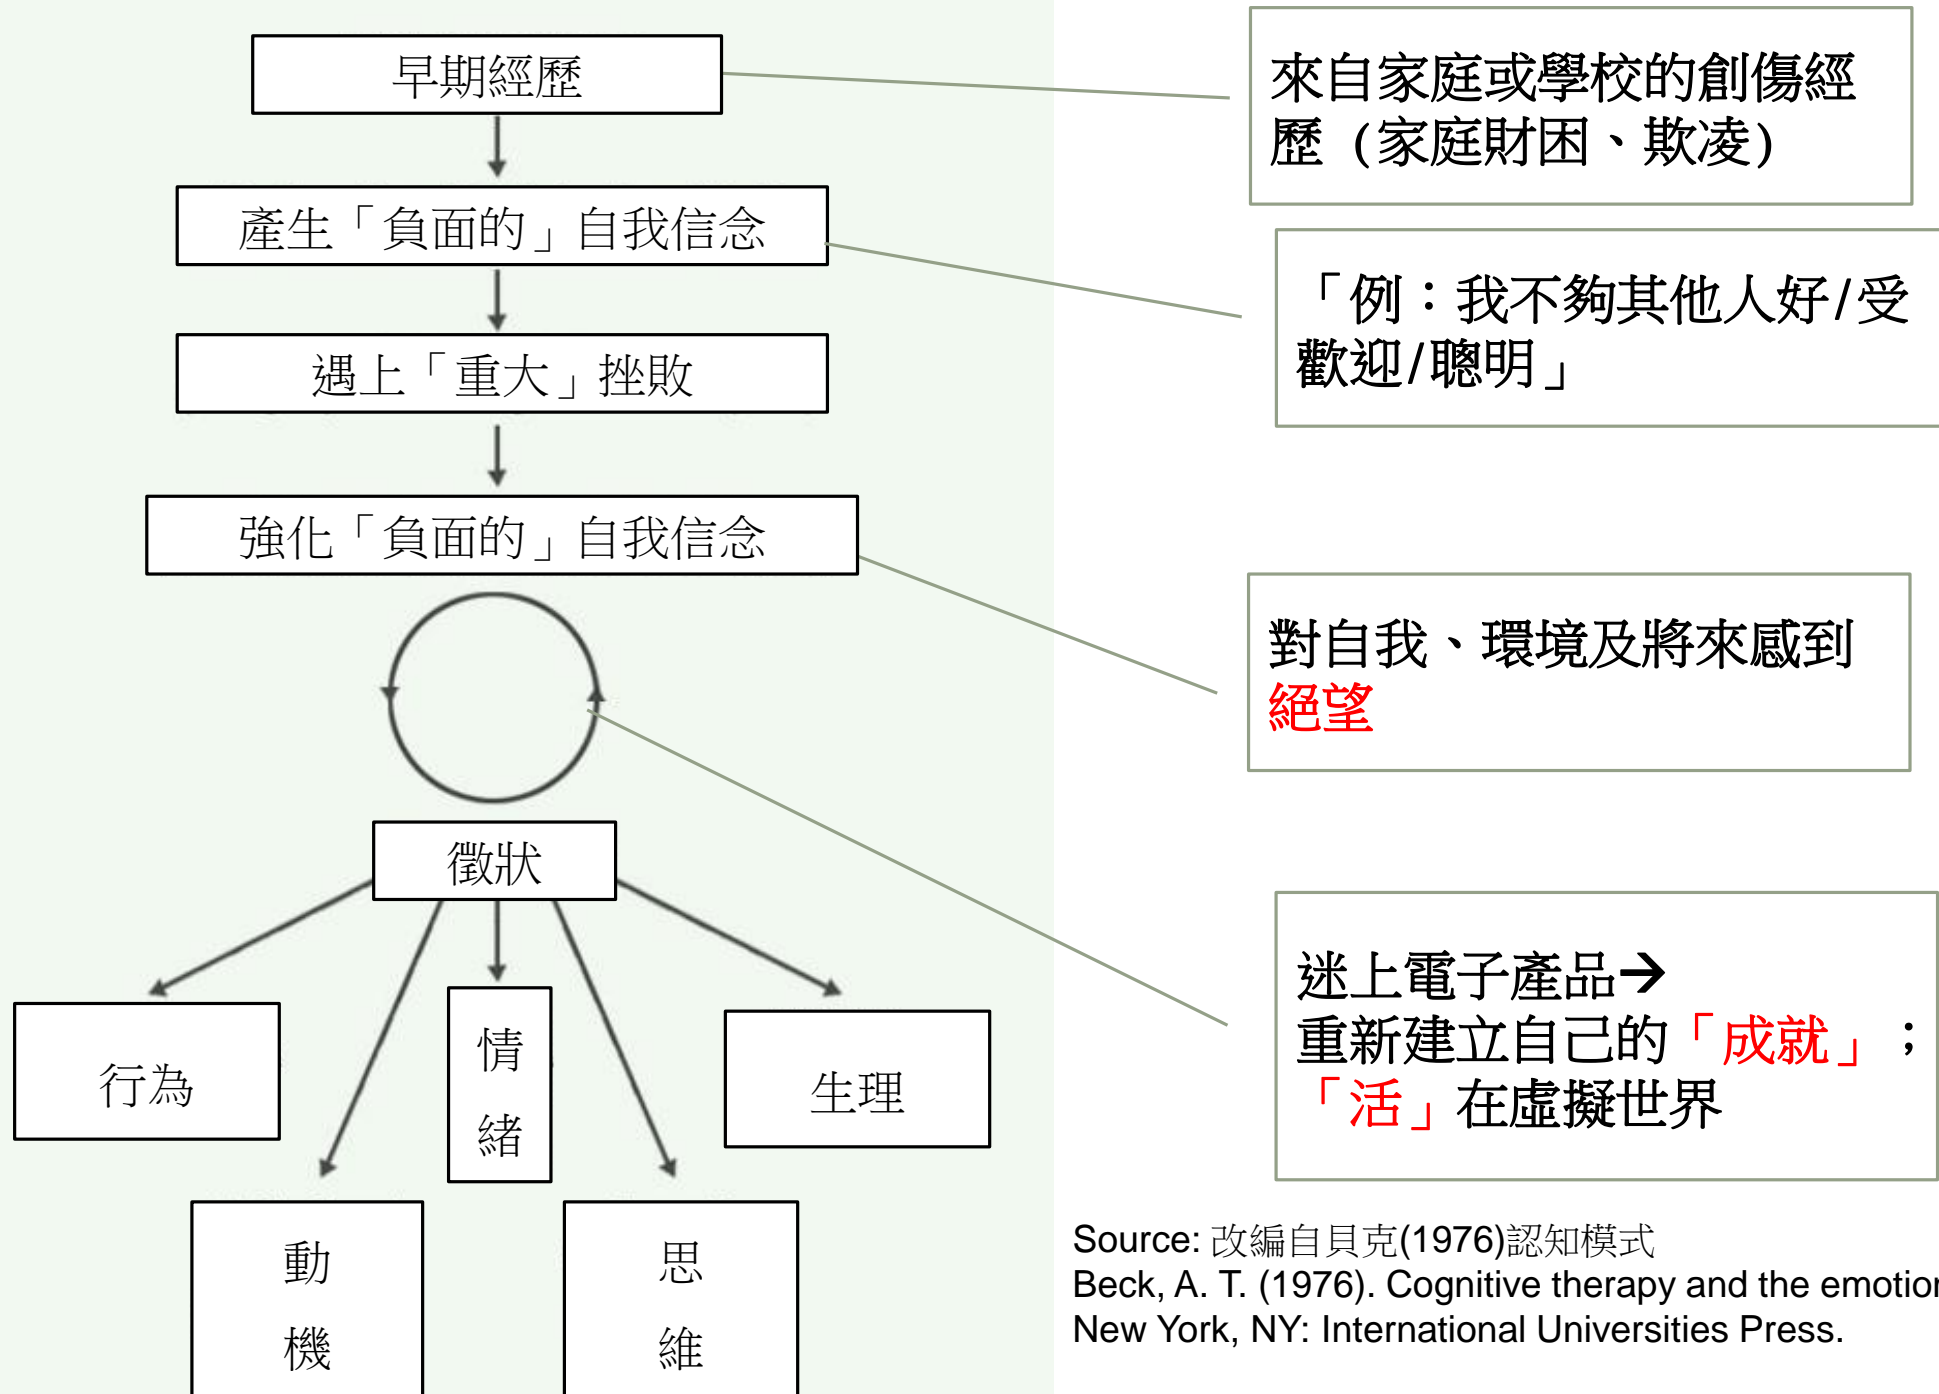 早期經歷
產生「負面的」自我信念
遇上「重大」挫敗
強化「負面的」自我信念
徵狀
行為
動
機
情
緒
思
維
生理
來自家庭或學校的創傷經
歷 (家庭財困、欺凌)
「例：我不夠其他人好/受
歡迎/聰明」
對自我、環境及將來感到
絕望
迷上電子產品→
重新建立自己的「成就」；
「活」在虛擬世界
Source: 改編自貝克(1976)認知模式
Beck, A. T. (1976). Cognitive therapy and the emotion
New York, NY: International Universities Press.